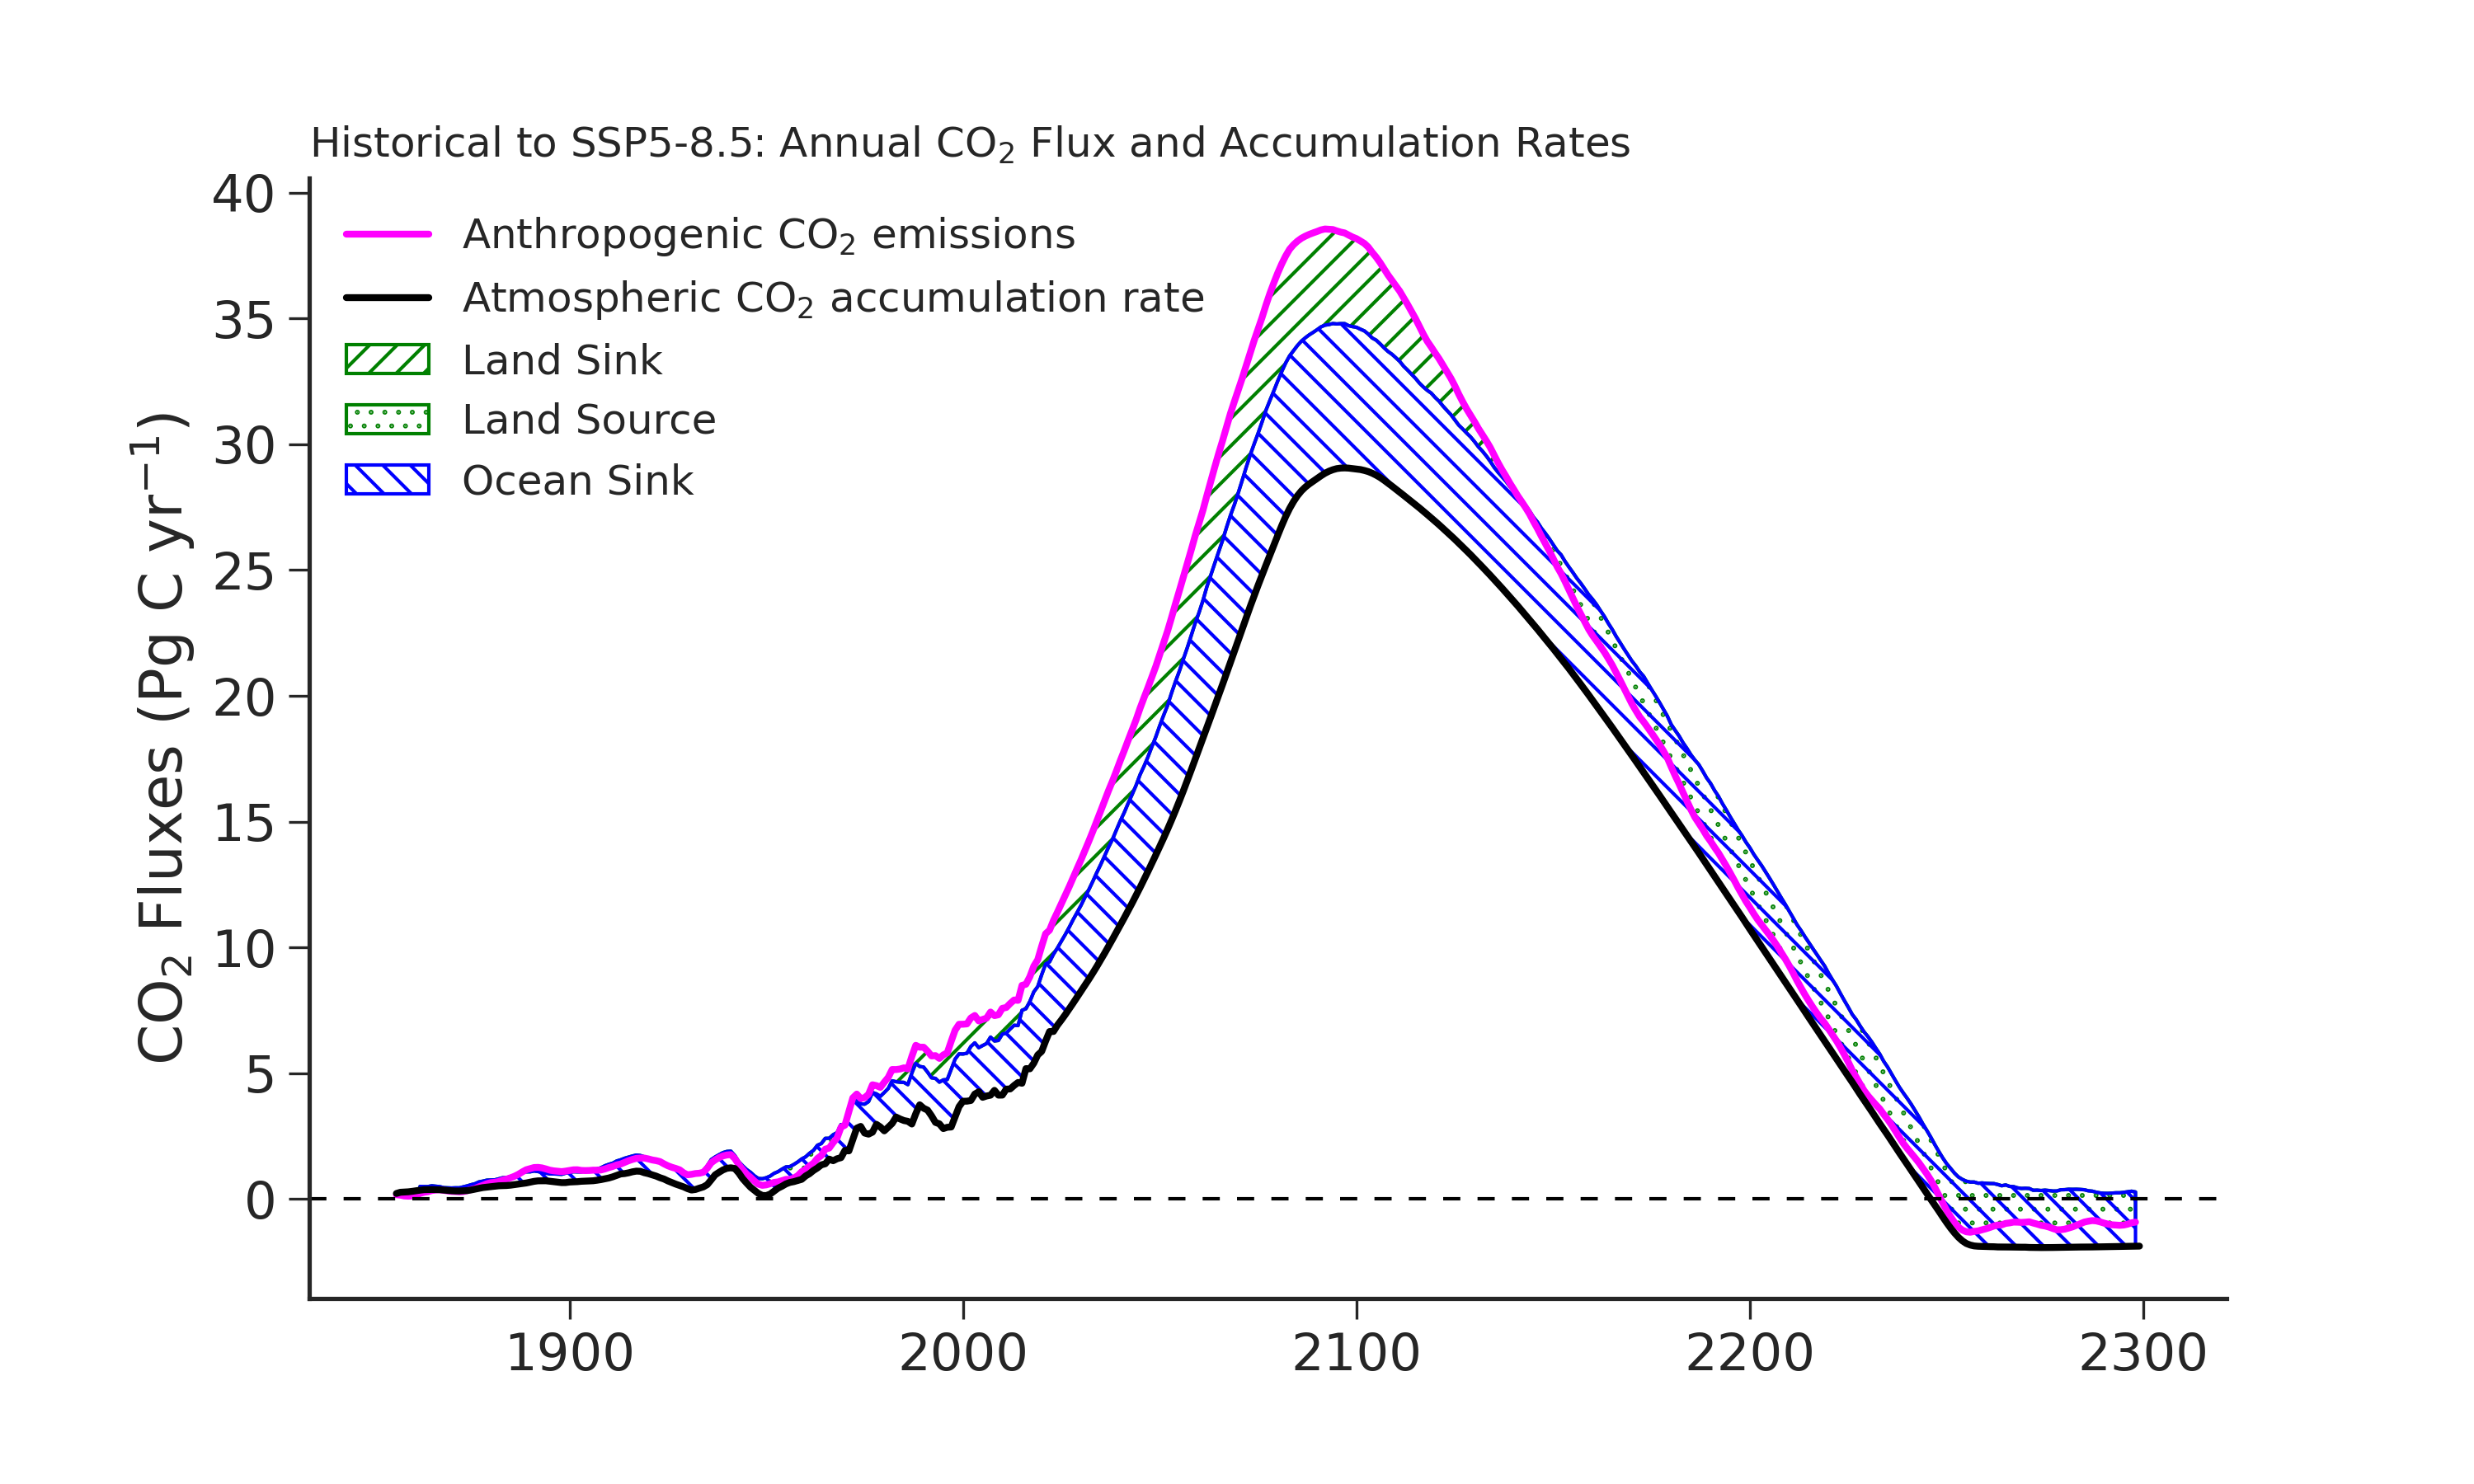 Historical to SSP5-8.5: Annual CO₂ Flux and Accumulation Rates
CO₂ Fluxes (Pg C yr⁻¹)
40
35
30
25
20
15
10
5
0
Anthropogenic CO₂ emissions
Atmospheric CO₂ accumulation rate
Land Sink
Land Source
Ocean Sink
1900 2000 2100 2200 2300